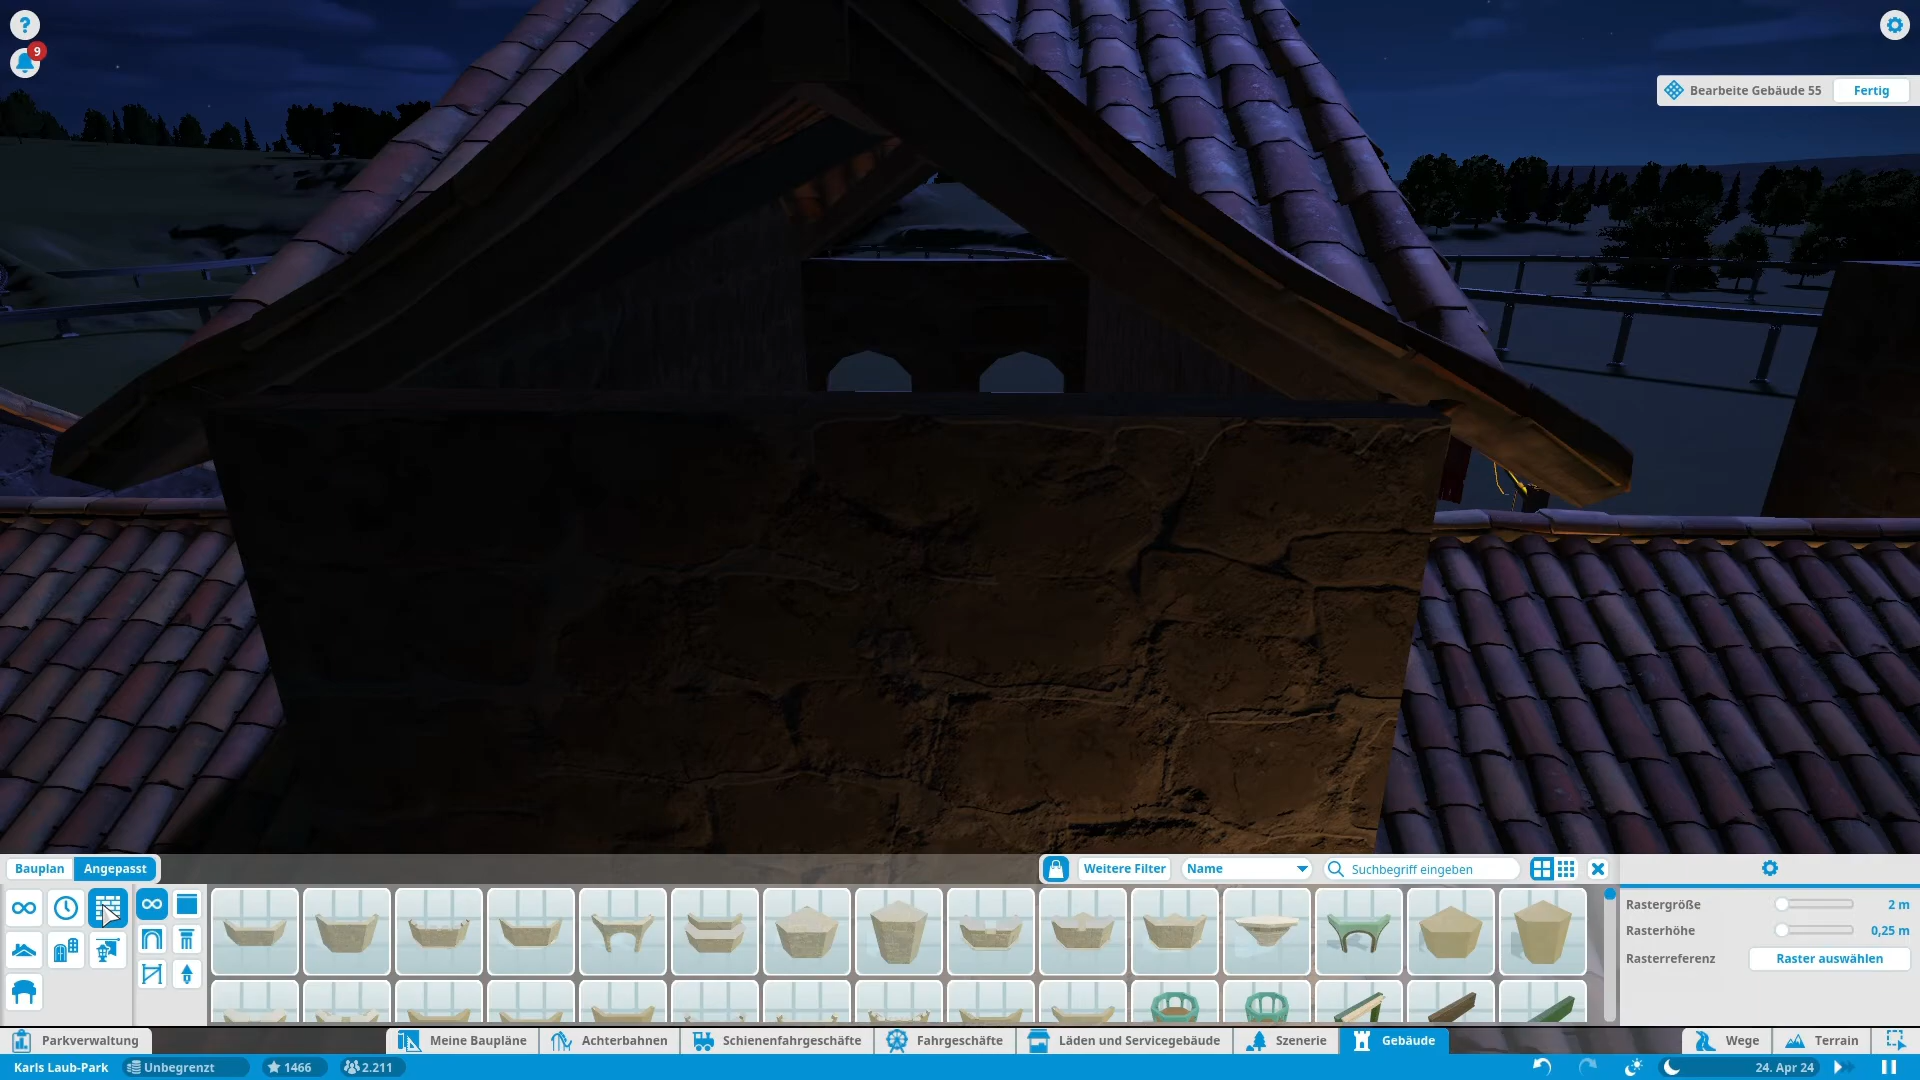 ?
9
Bearbeite Gebäude 55
Fertig
Bauplan
Angepasst
Weitere Filter
Name
Suchbegriff eingeben
Rastergröße
2 m
Rasterhöhe
0,25 m
Rasterreferenz
Raster auswählen
Parkverwaltung
Meine Baupläne
Achterbahnen
Schienenfahrgeschäfte
Fahrgeschäfte
Läden und Servicegebäude
Szenerie
Gebäude
Wege
Terrain
Karls Laub-Park
Unbegrenzt
1466
2.211
24. Apr 24